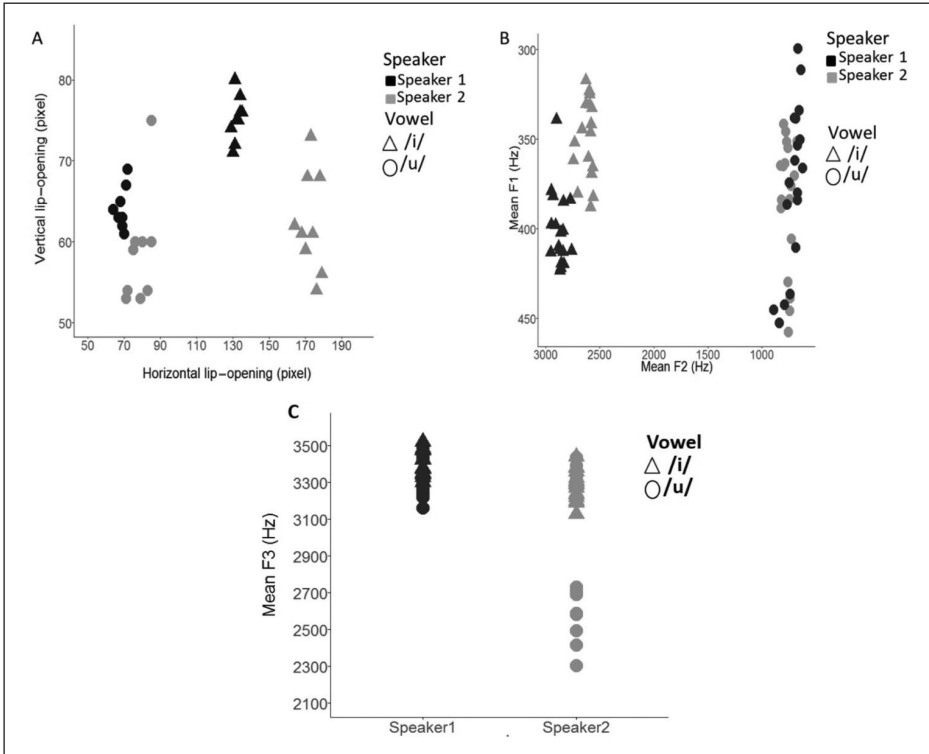 A
Vertical lip-opening (pixel)
80
70
60
50
50 70 90 110 130 150 170 190
Horizontal lip-opening (pixel)
Speaker
Speaker 1
Speaker 2
Vowel
/i/
/u/
B
Mean F1 (Hz)
300
350
400
450
3000 2500 2000 1500 1000
Mean F2 (Hz)
Speaker
Speaker 1
Speaker 2
Vowel
/i/
/u/
C
Mean F3 (Hz)
3500
3300
3100
2900
2700
2500
2300
2100
Speaker1 Speaker2
Vowel
/i/
/u/